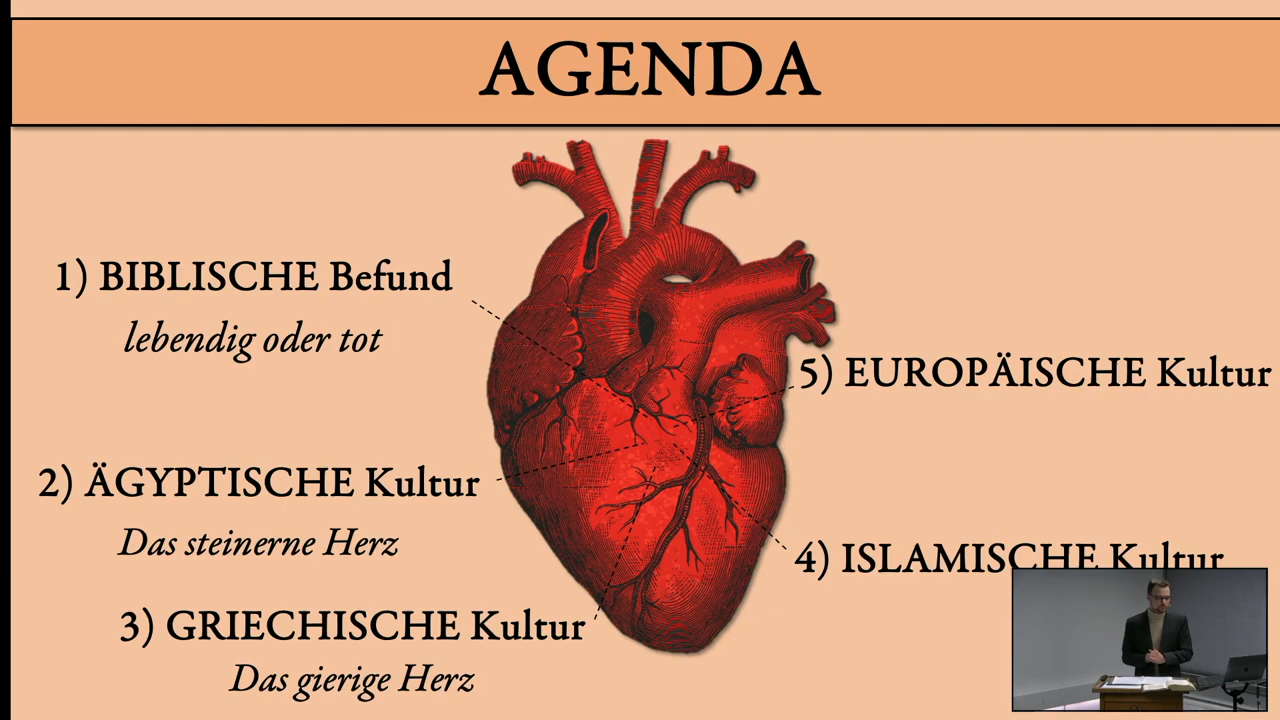 AGENDA
1) BIBLISCHE Befund
lebendig oder tot
2) ÄGYPTISCHE Kultur
Das steinerne Herz
3) GRIECHISCHE Kultur
Das gierige Herz
5) EUROPÄISCHE Kultur
4) ISLAMISCHE Kultur